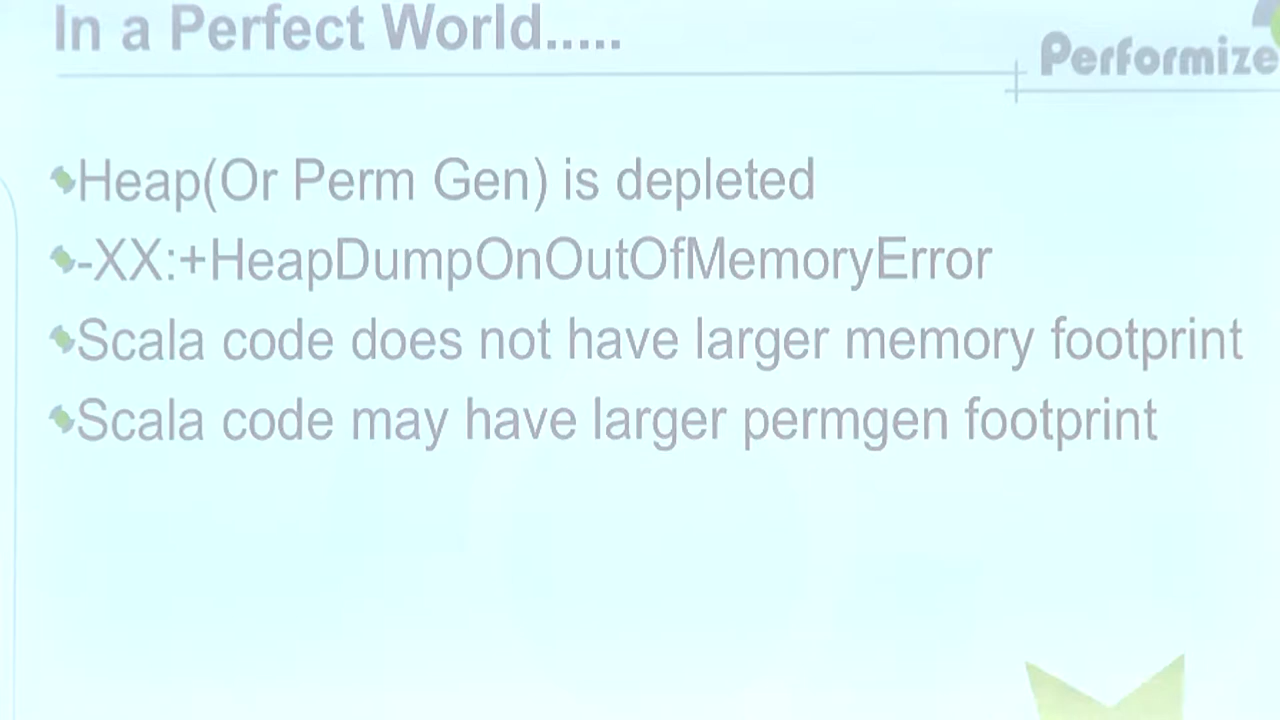 In a Perfect World.....
Performize
Heap(Or Perm Gen) is depleted
-XX:+HeapDumpOnOutOfMemoryError
Scala code does not have larger memory footprint
Scala code may have larger permgen footprint